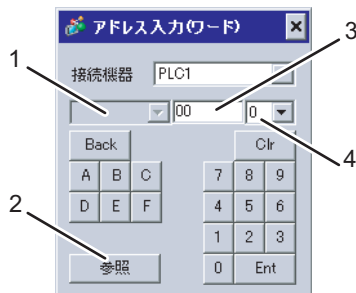 アドレス入力(ワード)
3
1
接続機器 PLC1
00 0
Back Clr
4
A B C 7 8 9
2
D E F 4 5 6
1 2 3
参照 0 Ent